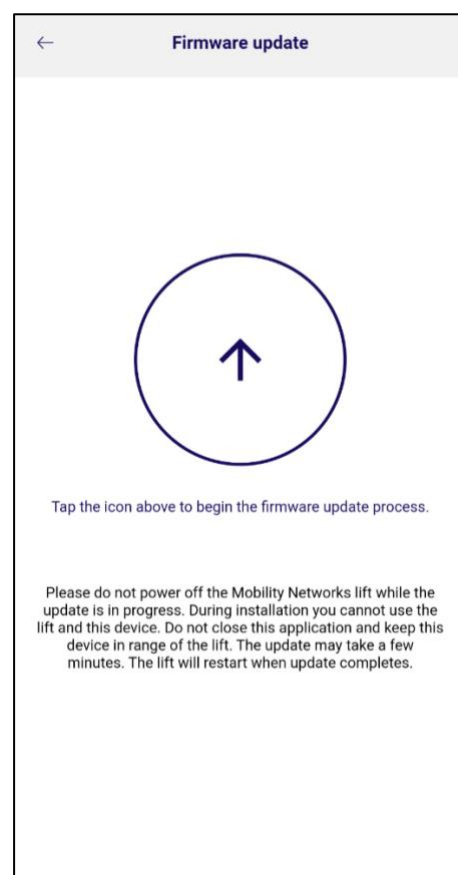 Firmware update
Tap the icon above to begin the firmware update process.
Please do not power off the Mobility Networks lift while the
update is in progress. During installation you cannot use the
lift and this device. Do not close this application and keep this
device in range of the lift. The update may take a few
minutes. The lift will restart when update completes.